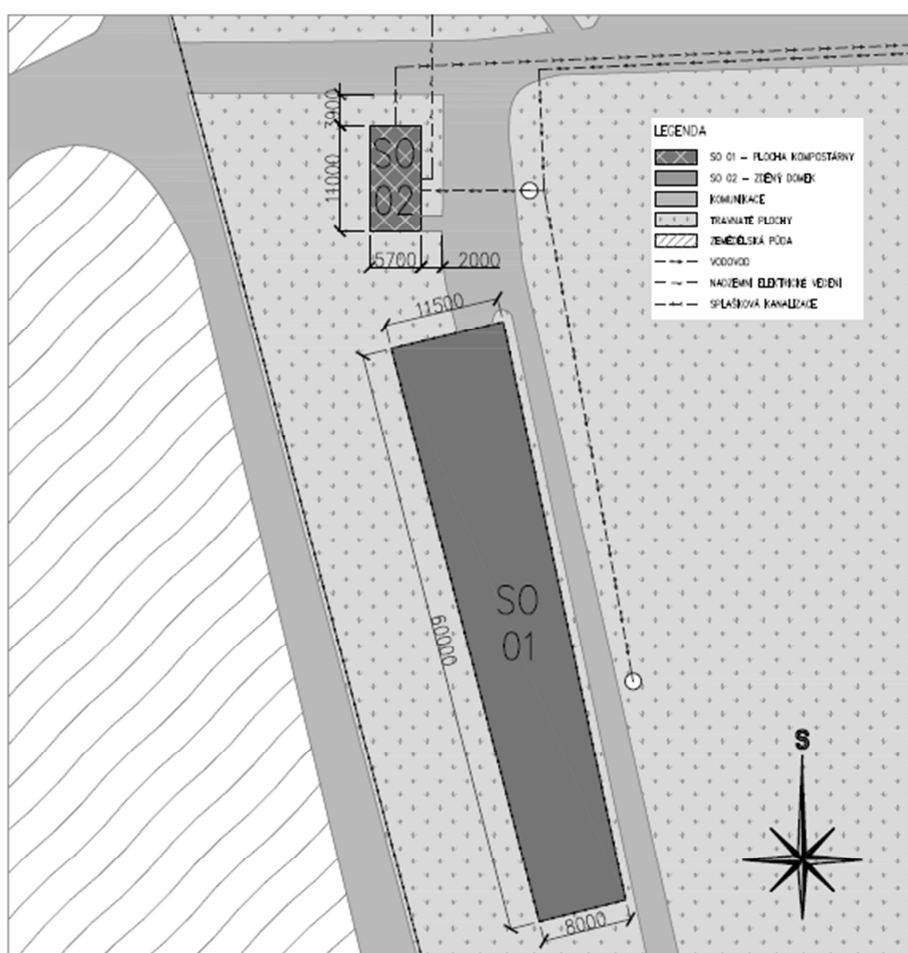 3900
11000
SO
02
5700
2000
11500
60000
SO
01
8000
LEGENDA
SO 01 – PLOCHA KOMPOSTÁRNY
SO 02 – ZDĚNÝ DOMEK
KOMUNIKACE
TRAVNATÉ PLOCHY
ZEMĚDĚLSKÁ PŮDA
VODOVOD
NADZEMNÍ ELEKTRICKÉ VEDENÍ
SPLAŠKOVÁ KANALIZACE
S